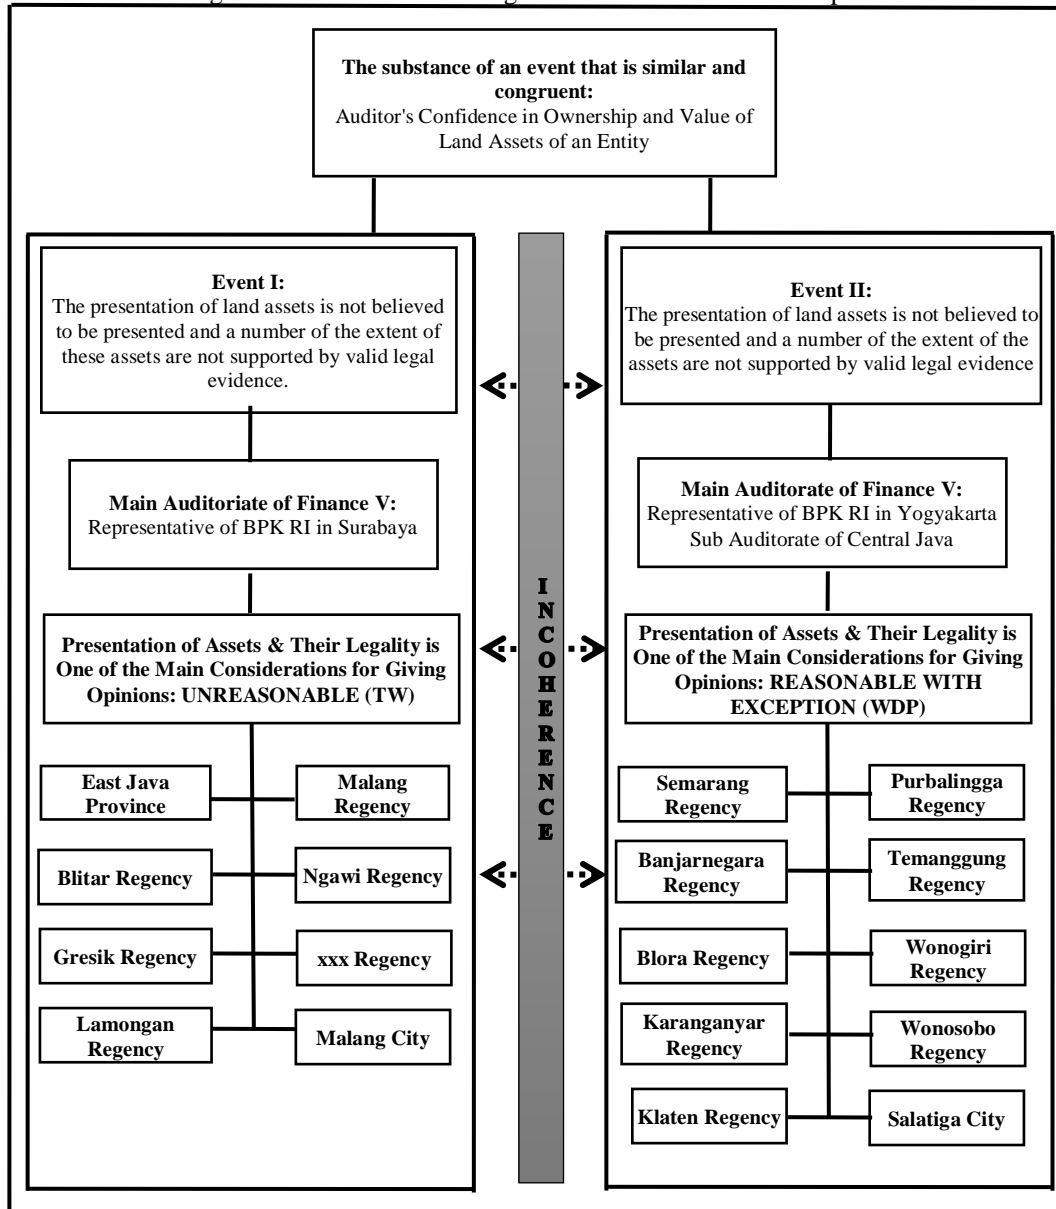 The substance of an event that is similar and
congruent:
Auditor's Confidence in Ownership and Value of
Land Assets of an Entity
Event I:
The presentation of land assets is not believed
to be presented and a number of the extent of
these assets are not supported by valid legal
evidence.
Main Auditoriate of Finance V:
Representative of BPK RI in Surabaya
Presentation of Assets & Their Legality is
One of the Main Considerations for Giving
Opinions: UNREASONABLE (TW)
East Java
Province
Malang
Regency
Blitar Regency
Ngawi Regency
Gresik Regency
xxx Regency
Lamongan
Regency
Malang City
INCOHERENCE
Event II:
The presentation of land assets is not believed to
be presented and a number of the extent of the
assets are not supported by valid legal evidence
Main Auditorate of Finance V:
Representative of BPK RI in Yogyakarta
Sub Auditorate of Central Java
Presentation of Assets & Their Legality is
One of the Main Considerations for Giving
Opinions: REASONABLE WITH
EXCEPTION (WDP)
Semarang
Regency
Purbalingga
Regency
Banjarnegara
Regency
Temanggung
Regency
Blora Regency
Wonogiri
Regency
Karanganyar
Regency
Wonosobo
Regency
Klaten Regency
Salatiga City